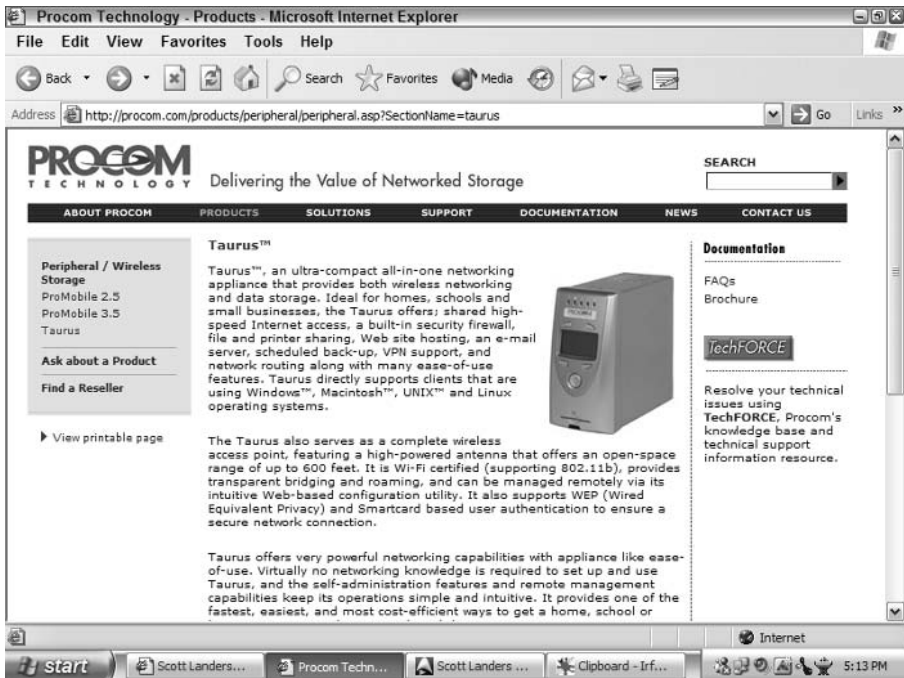 Procom Technology - Products - Microsoft Internet Explorer
File Edit View Favorites Tools Help
Back Search Favorites Media
Address http://procom.com/products/peripheral/peripheral.asp?SectionName=taurus Go Links »
PROCOM
TECHNOLOGY
Delivering the Value of Networked Storage
SEARCH
ABOUT PROCOM PRODUCTS SOLUTIONS SUPPORT DOCUMENTATION NEWS CONTACT US
Peripheral / Wireless
Storage
ProMobile 2.5
ProMobile 3.5
Taurus
Ask about a Product
Find a Reseller
View printable page
Taurus™
Taurus™, an ultra-compact all-in-one networking
appliance that provides both wireless networking
and data storage. Ideal for homes, schools and
small businesses, the Taurus offers; shared high-
speed Internet access, a built-in security firewall,
file and printer sharing, Web site hosting, an e-mail
server, scheduled back-up, VPN support, and
network routing along with many ease-of-use
features. Taurus directly supports clients that are
using Windows™, Macintosh™, UNIX™ and Linux
operating systems.
PROCOM
The Taurus also serves as a complete wireless
access point, featuring a high-powered antenna that offers an open-space
range of up to 600 feet. It is Wi-Fi certified (supporting 802.11b), provides
transparent bridging and roaming, and can be managed remotely via its
intuitive Web-based configuration utility. It also supports WEP (Wired
Equivalent Privacy) and Smartcard based user authentication to ensure a
secure network connection.
Taurus offers very powerful networking capabilities with appliance like ease-
of-use. Virtually no networking knowledge is required to set up and use
Taurus, and the self-administration features and remote management
capabilities keep its operations simple and intuitive. It provides one of the
fastest, easiest, and most cost-efficient ways to get a home, school or
Documentation
FAQs
Brochure
TechFORCE
Resolve your technical
issues using
TechFORCE, Procom's
knowledge base and
technical support
information resource.
Internet
start Scott Landers... Procom Techn... Scott Landers ... Clipboard - Irf... 5:13 PM